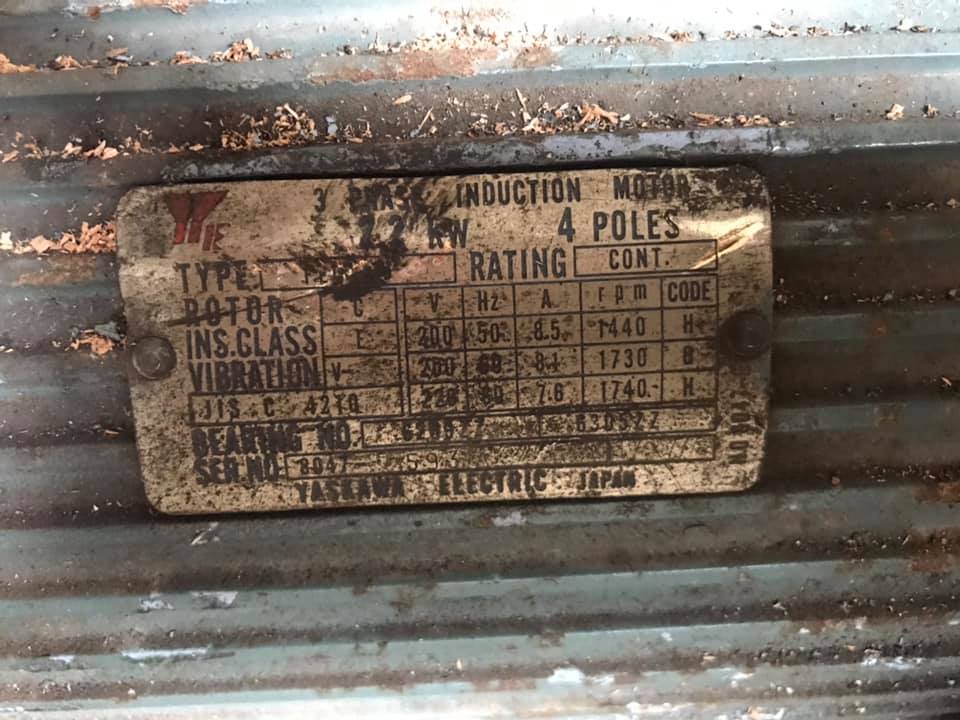 3 PHASE INDUCTION MOTOR
2.2 KW 4 POLES
TYPE RATING CONT.
ROTOR C V Hz A rpm CODE
INS.CLASS E 200 50 8.5 1440 H
VIBRATION V- 200 60 8.1 1730
JIS C 4210 220 60 7.6 1740 H
BEARING NO. 6306ZZ 6305ZZ
SER.NO.
YASKAWA ELECTRIC JAPAN